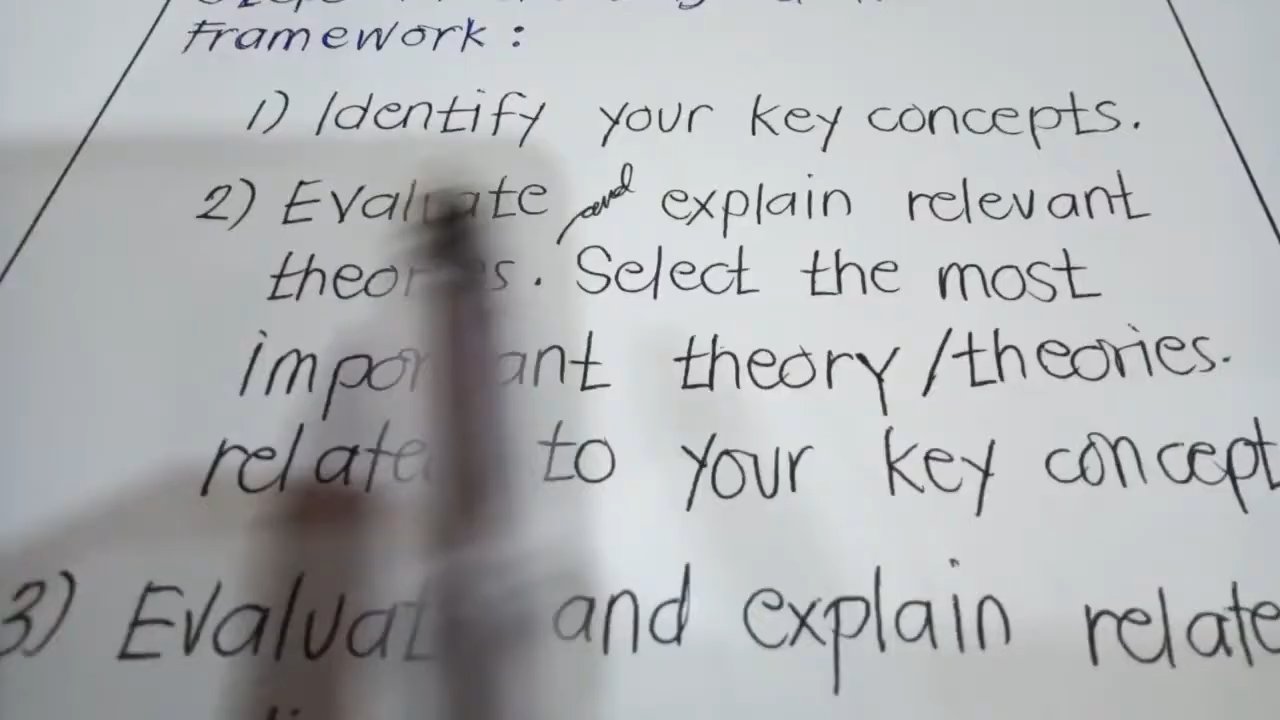 Framework:
1) Identify your key concepts.
2) Evaluate and explain relevant
theories. Select the most
important theory/theories.
related to your key concept
3) Evaluate and explain relate